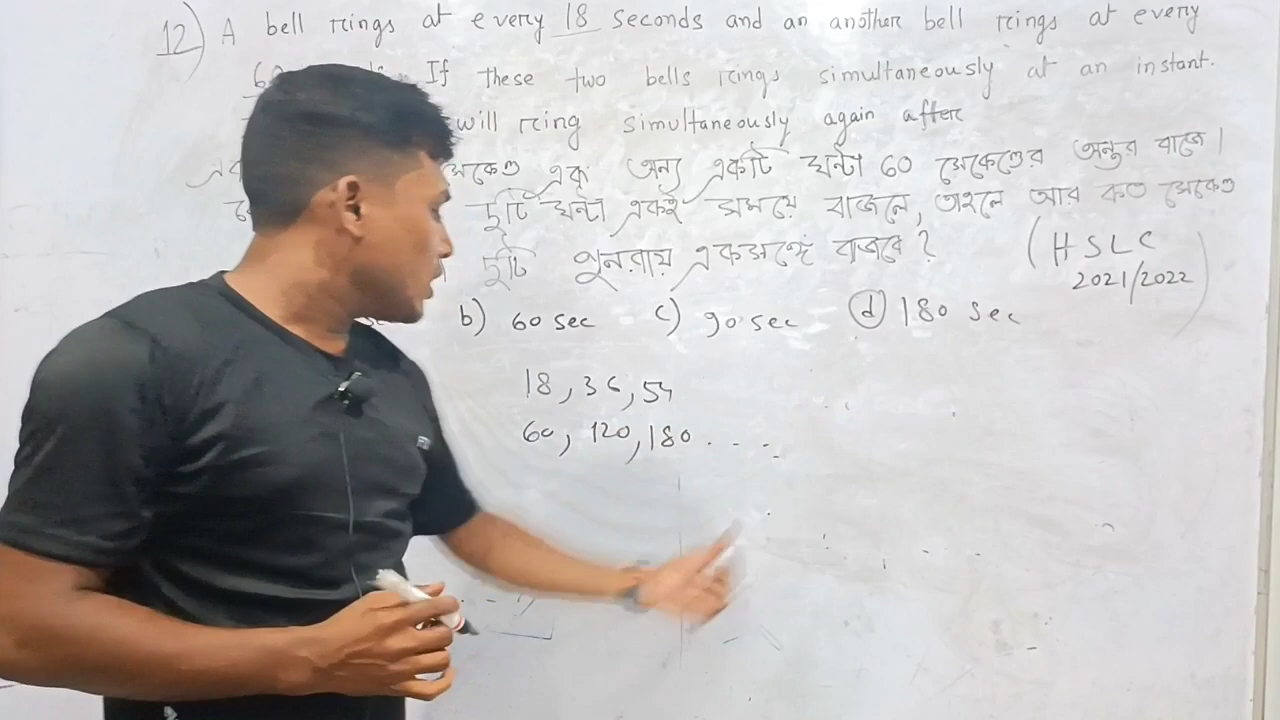 12) A bell rings at every 18 seconds and an another bell rings at every
60 If these two bells rings simultaneously at an instant.
will ring simultaneously again after
সেকেণ্ড এবং অন্য একটি ঘন্টা 60 সেকেণ্ডের অন্তর বাজে।
দুটি ঘন্টা একই সময়ে বাজলে, তাহলে আর কত সেকেণ্ড
দুটি পুনরায় একসঙ্গে বাজবে ?
(HSLC
2021/2022)
sec b) 60 sec c) 90 sec d) 180 sec
18, 36, 54
60, 120, 180 . . . .